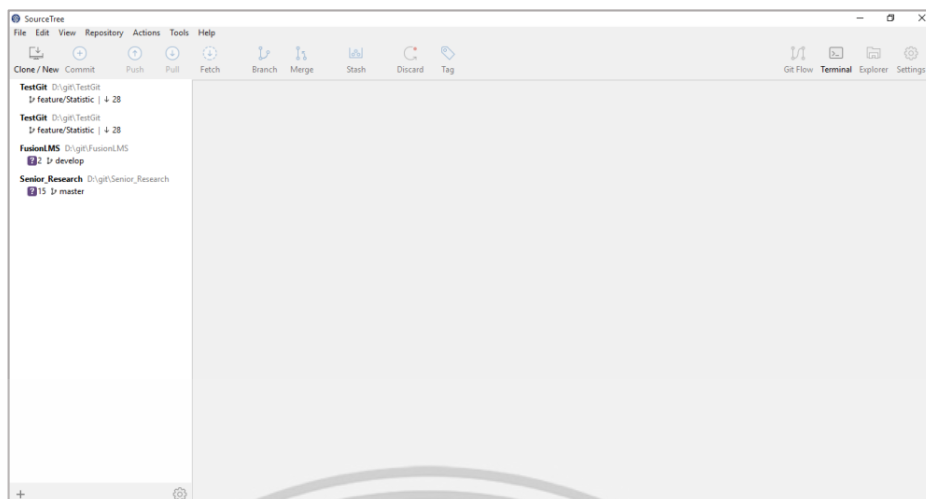 SourceTree
File Edit View Repository Actions Tools Help
Clone / New Commit Push Pull Fetch Branch Merge Stash Discard Tag Git Flow Terminal Explorer Settings
TestGit D:\git\TestGit
feature/Statistic | ↓ 28
TestGit D:\git\TestGit
feature/Statistic | ↓ 28
FusionLMS D:\git\FusionLMS
? 2 develop
Senior_Research D:\git\Senior_Research
? 15 master